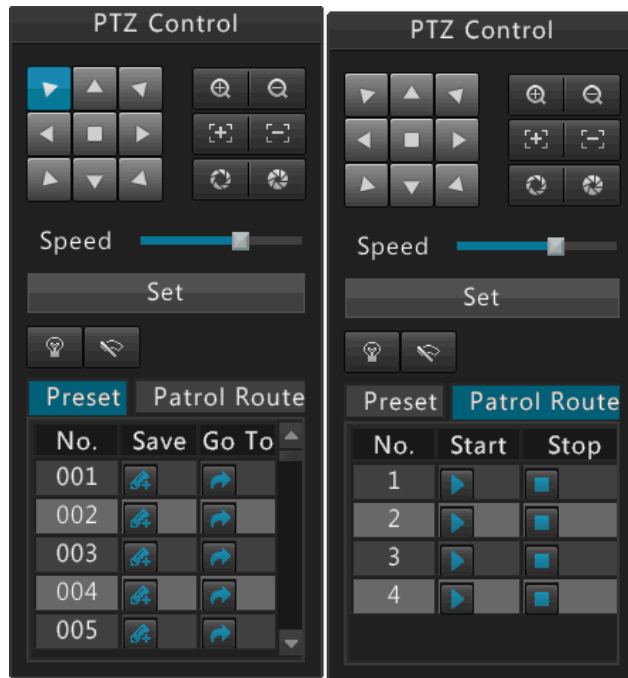 PTZ Control
Speed
Set
Preset Patrol Route
No. Save Go To
001
002
003
004
005
PTZ Control
Speed
Set
Preset Patrol Route
No. Start Stop
1
2
3
4